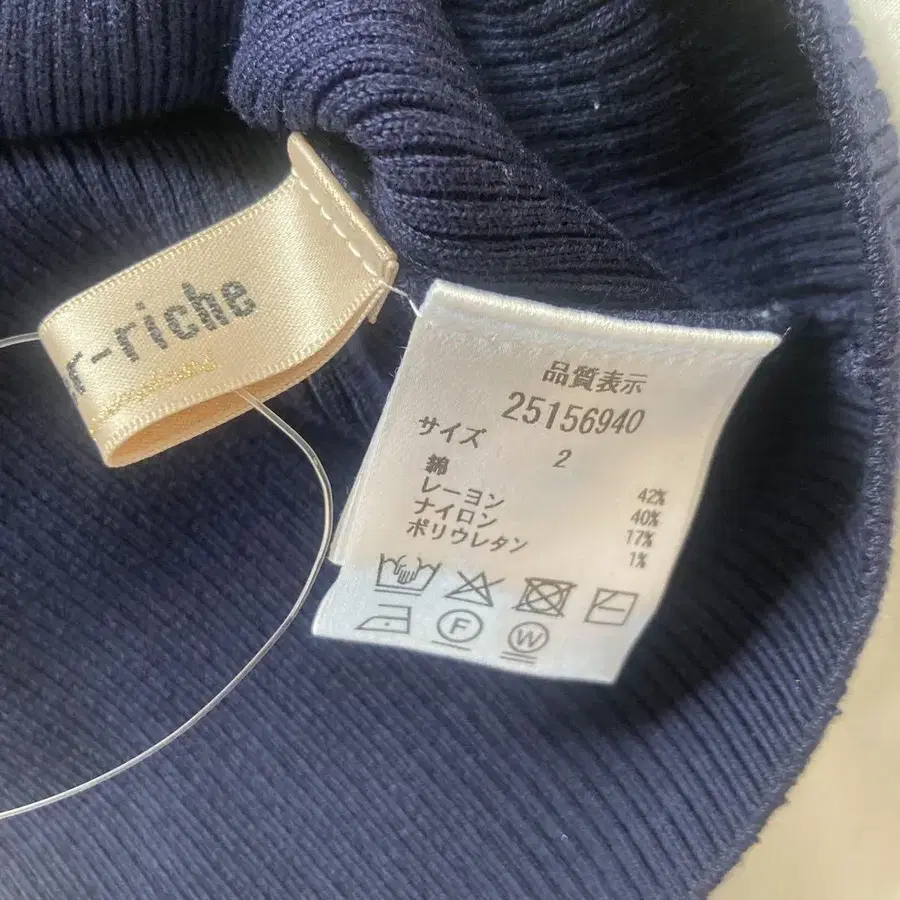 r-riche
品質表示
25156940
サイズ 2
綿 42%
レーヨン 40%
ナイロン 17%
ポリウレタン 1%
F W